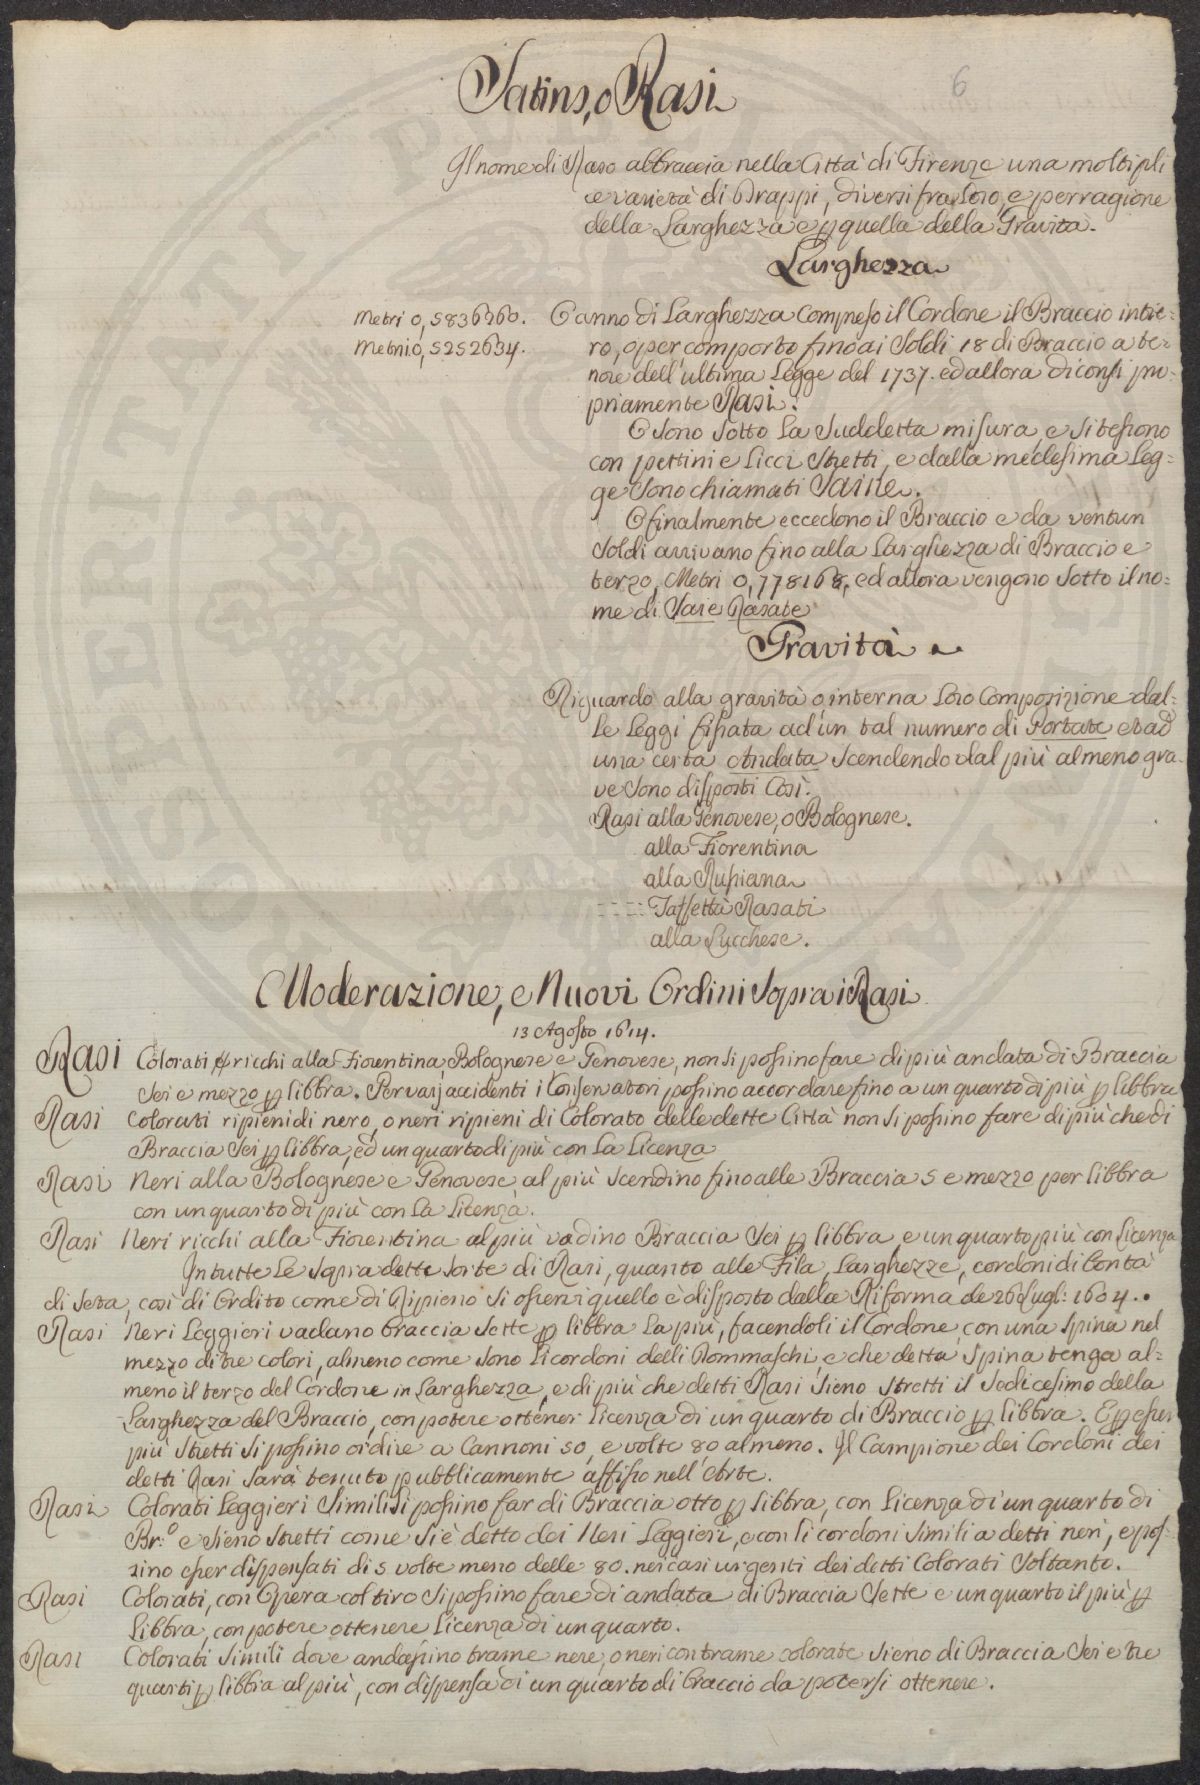 6
Satins, o Rasi
Il nome di Raso abbraccia nella Città di Firenze una moltipli
ce varietà di Drappi, diversi fra Loro, e per ragione
della Larghezza e p quella della Gravità.
Larghezza
Metri 0,5836260. O anno di Larghezza compreso il Cordone il Braccio intie=
Metri 0,5252634. ro, o per comporto fino ai Soldi 18 di Braccio a te=
nore dell'ultima Legge del 1737. ed allora diconsi pro=
priamente Rasi.
O sono sotto la suddetta misura, e si tessono
con pettini e Licci stretti, e dalla medesima Leg=
ge sono chiamati Saine.
O finalmente eccedono il Braccio e da ventun
Soldi arrivano fino alla Larghezza di Braccio e
terzo, Metri 0,778168, ed allora vengono sotto il no=
me di Saie Rasate
Gravità
Riguardo alla gravità o interna Loro Composizione dal=
le Leggi fissata ad un tal numero di Portate et ad
una certa Andata scendendo dal più al meno gra=
ve sono disposti Così.
Rasi alla Genovese, o Bolognese.
alla Fiorentina
alla Russiana
Taffettà Rasati
alla Lucchese.
Moderazione, e Nuovi Ordini Sopra i Rasi
13 Agosto 1614.
Rasi Colorati ricchi alla Fiorentina, Bolognese e Genovese, non si possino fare di più andata di Braccia
sei e mezzo p libbra. Per varj accidenti i Conservatori possino accordare fino a un quarto di più p libbra
Rasi Colorati ripieni di nero, o neri ripieni di Colorato delle dette Città non si possino fare di più che di
Braccia sei p libbra, ed un quarto di più con La Licenza
Rasi Neri alla Bolognese e Genovese al più scendino fino alle Braccia 5 e mezzo per libbra
con un quarto di più con La Licenza.
Rasi Neri ricchi alla Fiorentina al più vadino Braccia sei p libbra e un quarto più con Licenza
In tutte le sopradette sorte di Rasi, quanto alle Fila, Larghezze, cordoni di Bontà
di seta, così di Ordito come di Ripieno si osservi quello è disposto dalla Riforma de 26 Lugl: 1604..
Rasi Neri Leggieri vadano braccia sette p libbra la più, facendoli il Cordone con una spina nel
mezzo di tre colori, almeno come sono li cordoni delli Dommaschi, e che detta spina tenga al=
meno il terzo del Cordone in Larghezza, e di più che detti Rasi sieno stretti il sedicesimo della
Larghezza del Braccio, con potere ottener Licenza di un quarto di Braccio p libbra. E p esser
più stretti si possino ordire a Cannoni 50, e volte 80 almeno. Il Campione dei Cordoni dei
detti Rasi sarà tenuto pubblicamente affisso nell'Arte.
Rasi Colorati Leggieri simili si possino far di Braccia otto p libbra, con Licenza di un quarto di
Br:º e sieno stretti come si è detto dei Neri Leggieri, e con li cordoni simili a detti neri, e pos=
sino esser dispensati di 5 volte meno delle 80. nei casi urgenti dei detti Colorati soltanto.
Rasi Colorati, con Opera col tiro si possino fare di andata di Braccia sette e un quarto il più p
Libbra, con potere ottenere Licenza di un quarto.
Rasi Colorati simili dove andassino trame nere, o neri con trame colorate sieno di Braccia sei e tre
quarti p libbra al più, con dispensa di un quarto di braccio da potersi ottenere.